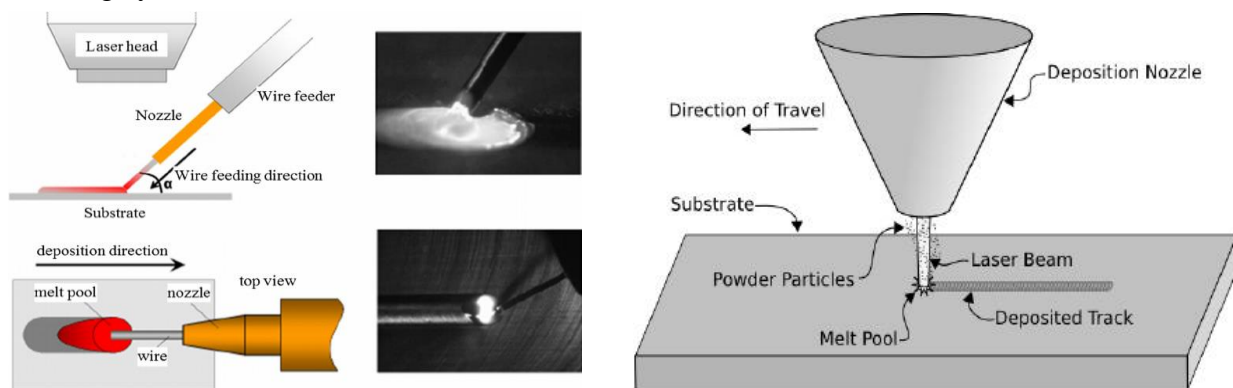 Laser head
Nozzle
Wire feeder
Wire feeding direction
α
Substrate
deposition direction
melt pool
nozzle
top view
wire
Deposition Nozzle
Direction of Travel
Substrate
Powder Particles
Laser Beam
Melt Pool
Deposited Track